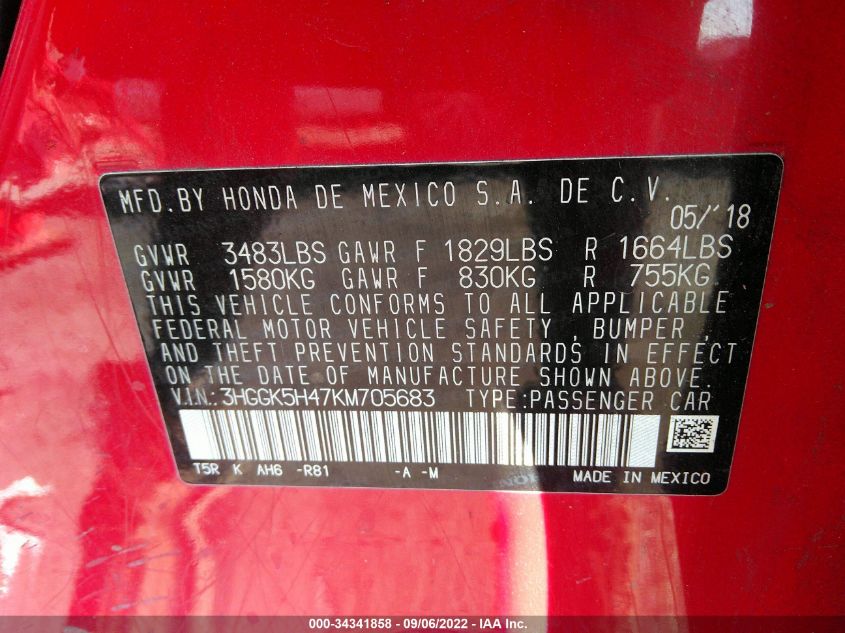 MFD.BY HONDA DE MEXICO S.A. DE C.V.
05/'18
GVWR 3483LBS GAWR F 1829LBS R 1664LBS
GVWR 1580KG GAWR F 830KG R 755KG
THIS VEHICLE CONFORMS TO ALL APPLICABLE
FEDERAL MOTOR VEHICLE SAFETY , BUMPER ,
AND THEFT PREVENTION STANDARDS IN EFFECT
ON THE DATE OF MANUFACTURE SHOWN ABOVE.
V.I.N.: 3HGGK5H47KM705683 TYPE:PASSENGER CAR
T5R K AH6 -R81 -A -M
MADE IN MEXICO
000-34341858 - 09/06/2022 - IAA Inc.